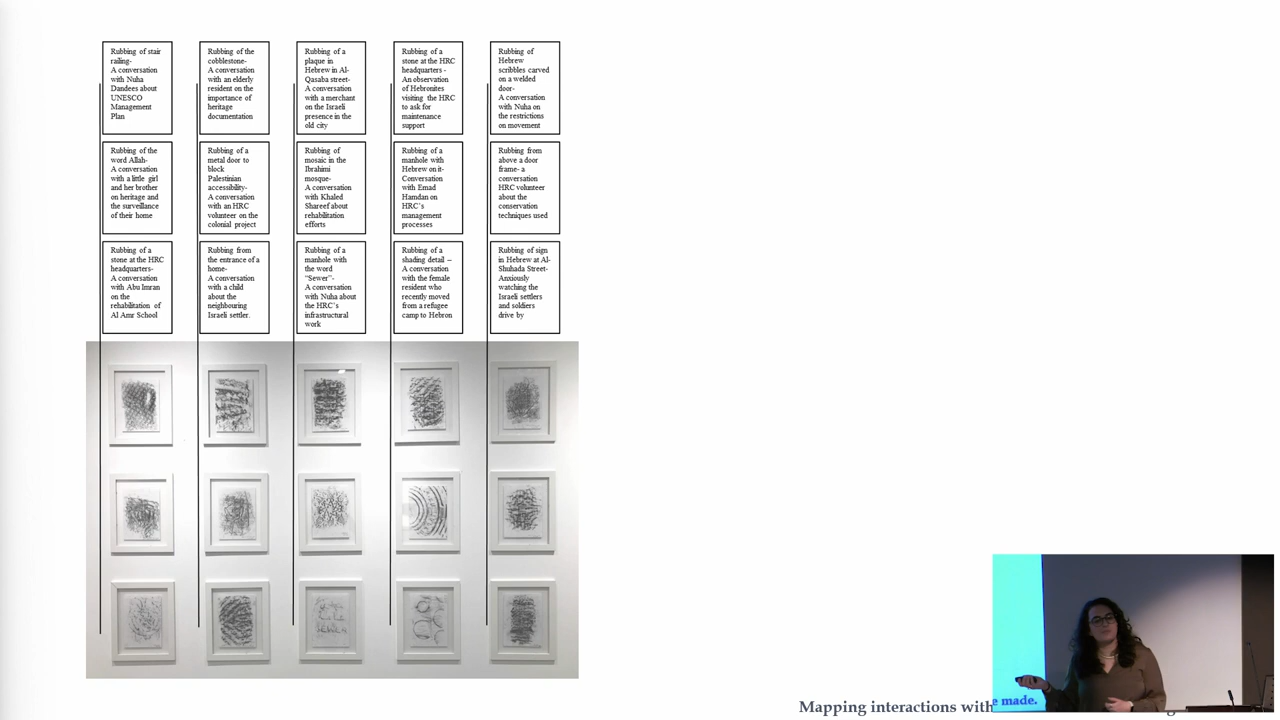 Rubbing of stair
railing-
A conversation
with Nuha
Dandees about
UNESCO
Management
Plan
Rubbing of the
cobblestone-
A conversation
with an elderly
resident on the
importance of
heritage
documentation
Rubbing of a
plaque in
Hebrew in Al-
Qasaba street-
A conversation
with a merchant
on the Israeli
presence in the
old city
Rubbing of a
stone at the HRC
headquarters -
An observation
of Hebronites
visiting the HRC
to ask for
maintenance
support
Rubbing of
Hebrew
scribbles carved
on a welded
door-
A conversation
with Nuha on
the restrictions
on movement
Rubbing of the
word Allah-
A conversation
with a little girl
and her brother
on heritage and
the surveillance
of their home
Rubbing of a
metal door to
block
Palestinian
accessibility-
A conversation
with an HRC
volunteer on the
colonial project
Rubbing of
mosaic in the
Ibrahimi
mosque-
A conversation
with Khaled
Shareef about
rehabilitation
efforts
Rubbing of a
manhole with
Hebrew on it-
Conversation
with Emad
Hamdan on
HRC's
management
processes
Rubbing from
above a door
frame- a
conversation
HRC volunteer
about the
conservation
techniques used
Rubbing of a
stone at the HRC
headquarters-
A conversation
with Abu Imran
on the
rehabilitation of
Al Amr School
Rubbing from
the entrance of a
home-
A conversation
with a child
about the
neighbouring
Israeli settler.
Rubbing of a
manhole with
the word
"Sewer"-
A conversation
with Nuha about
the HRC's
infrastructural
work
Rubbing of a
shading detail –
A conversation
with the female
resident who
recently moved
from a refugee
camp to Hebron
Rubbing of sign
in Hebrew at Al-
Shuhada Street-
Anxiously
watching the
Israeli settlers
and soldiers
drive by
made.
Mapping interactions with